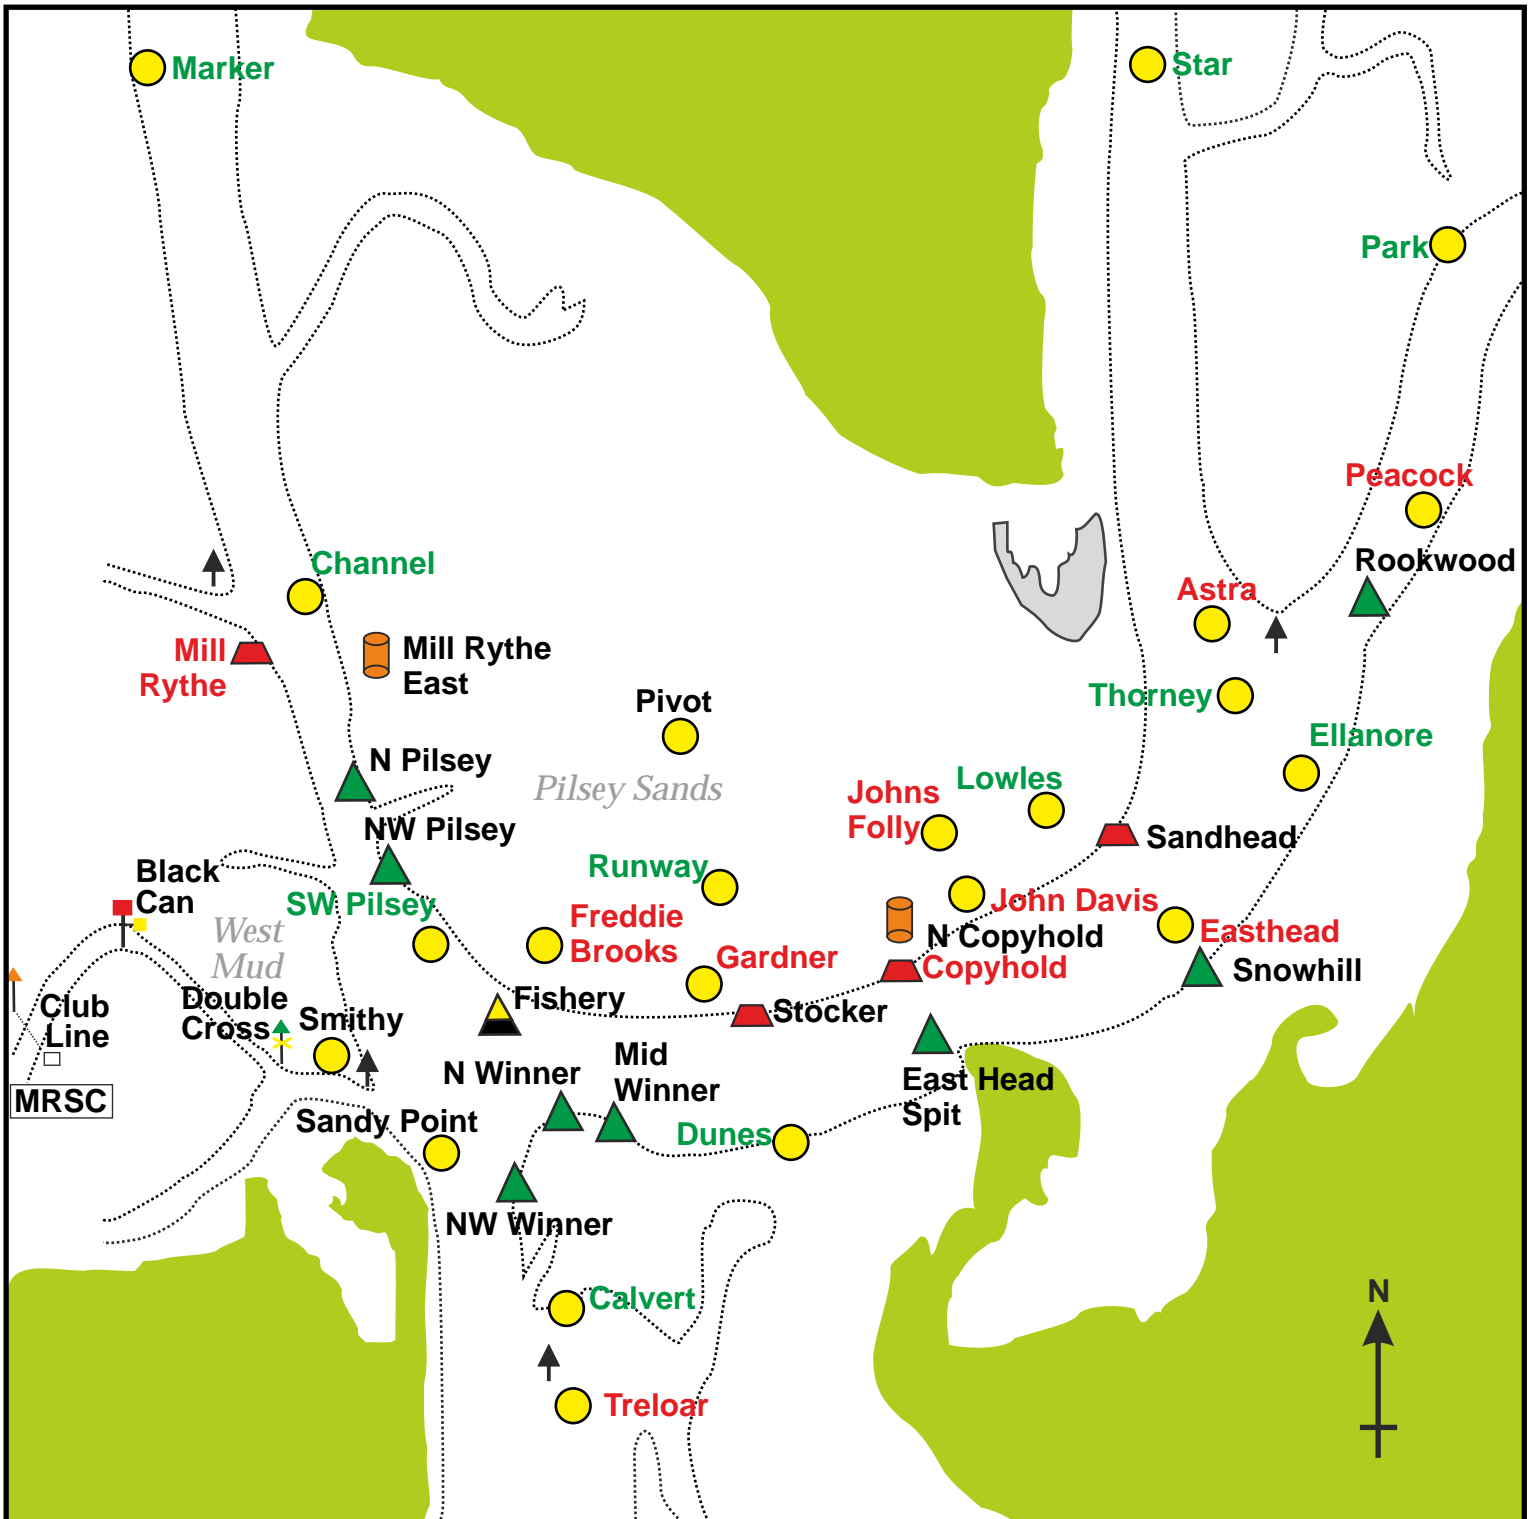 Marker
Star
Park
Peacock
Rookwood
Channel
Astra
Mill
Rythe
Mill Rythe
East
Thorney
Pivot
Ellanore
N Pilsey
Pilsey Sands
Lowles
Johns
Folly
NW Pilsey
Sandhead
Black
Can
Runway
SW Pilsey
John Davis
Freddie
Brooks
West
Mud
N Copyhold
Easthead
Gardner
Copyhold
Snowhill
Double
Cross
Fishery
Stocker
Club
Line
Smithy
Mid
Winner
N Winner
East Head
Spit
MRSC
Sandy Point
Dunes
NW Winner
Calvert
N
Treloar